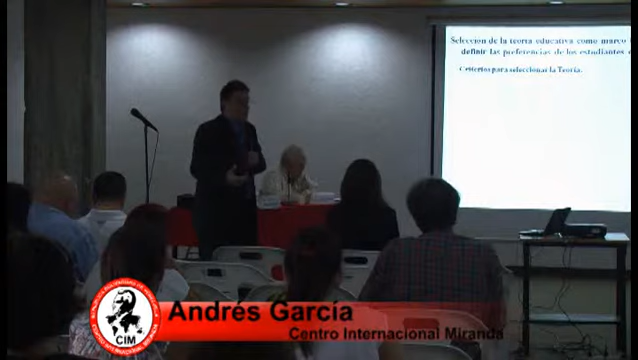 Selección de la teoría educativa como marco
definir las preferencias de los estudiantes
Criterios para seleccionar la Teoría.
Andrés García
Centro Internacional Miranda
CIM